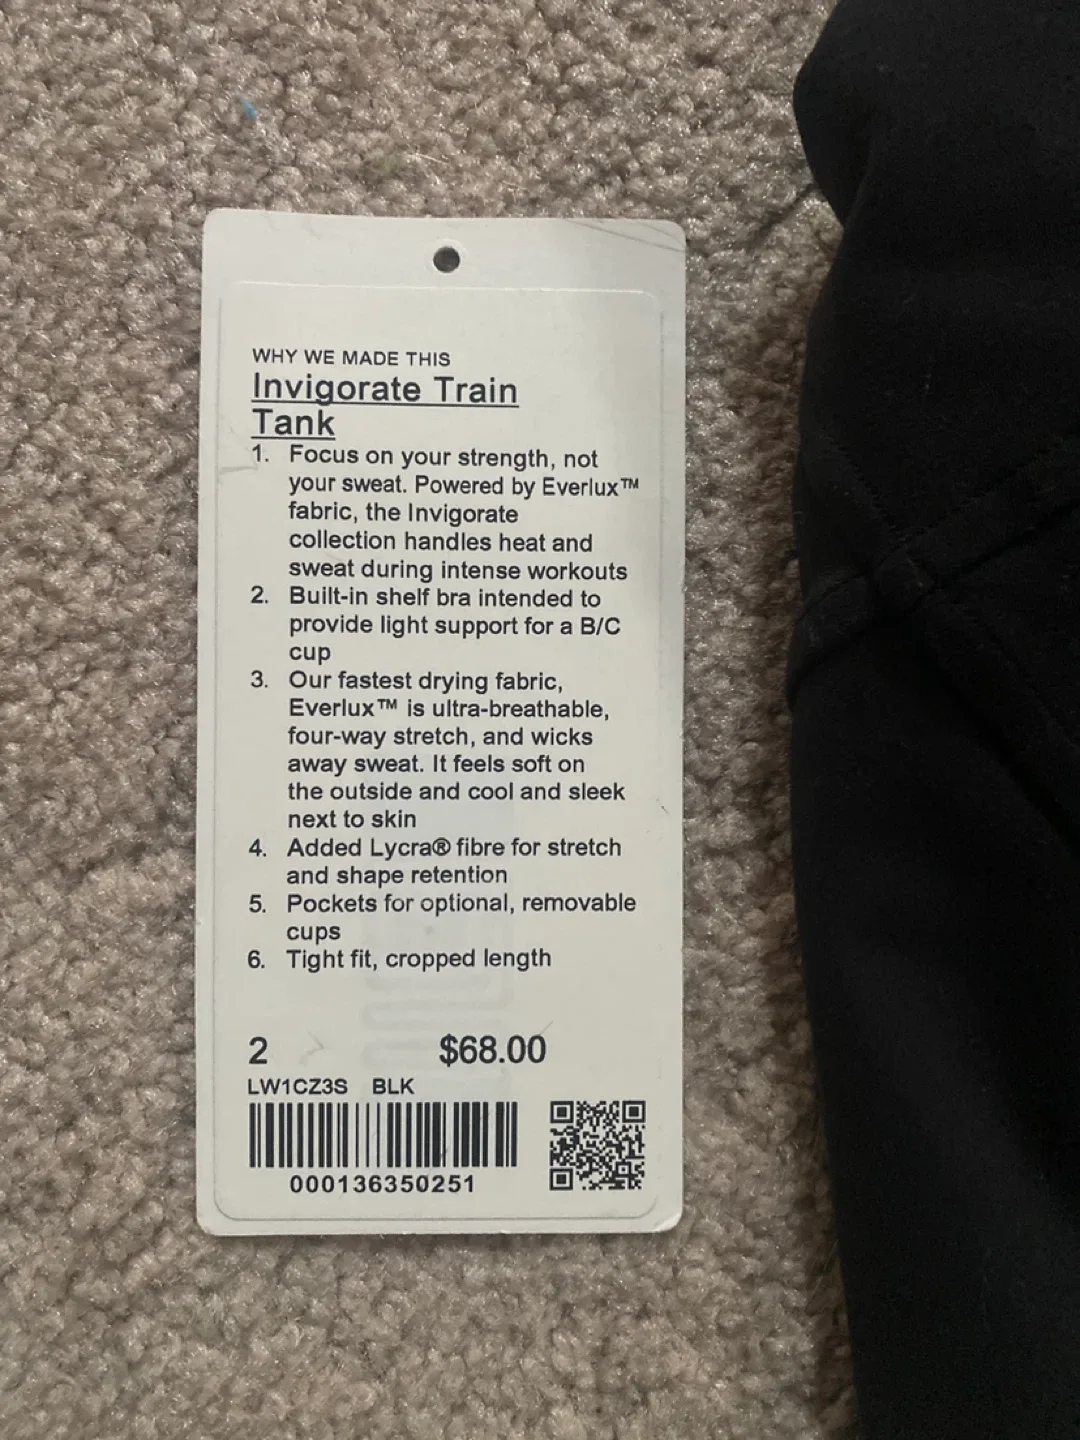 WHY WE MADE THIS
Invigorate Train
Tank
1. Focus on your strength, not
your sweat. Powered by Everlux™
fabric, the Invigorate
collection handles heat and
sweat during intense workouts
2. Built-in shelf bra intended to
provide light support for a B/C
cup
3. Our fastest drying fabric,
Everlux™ is ultra-breathable,
four-way stretch, and wicks
away sweat. It feels soft on
the outside and cool and sleek
next to skin
4. Added Lycra® fibre for stretch
and shape retention
5. Pockets for optional, removable
cups
6. Tight fit, cropped length
2 $68.00
LW1CZ3S BLK
000136350251